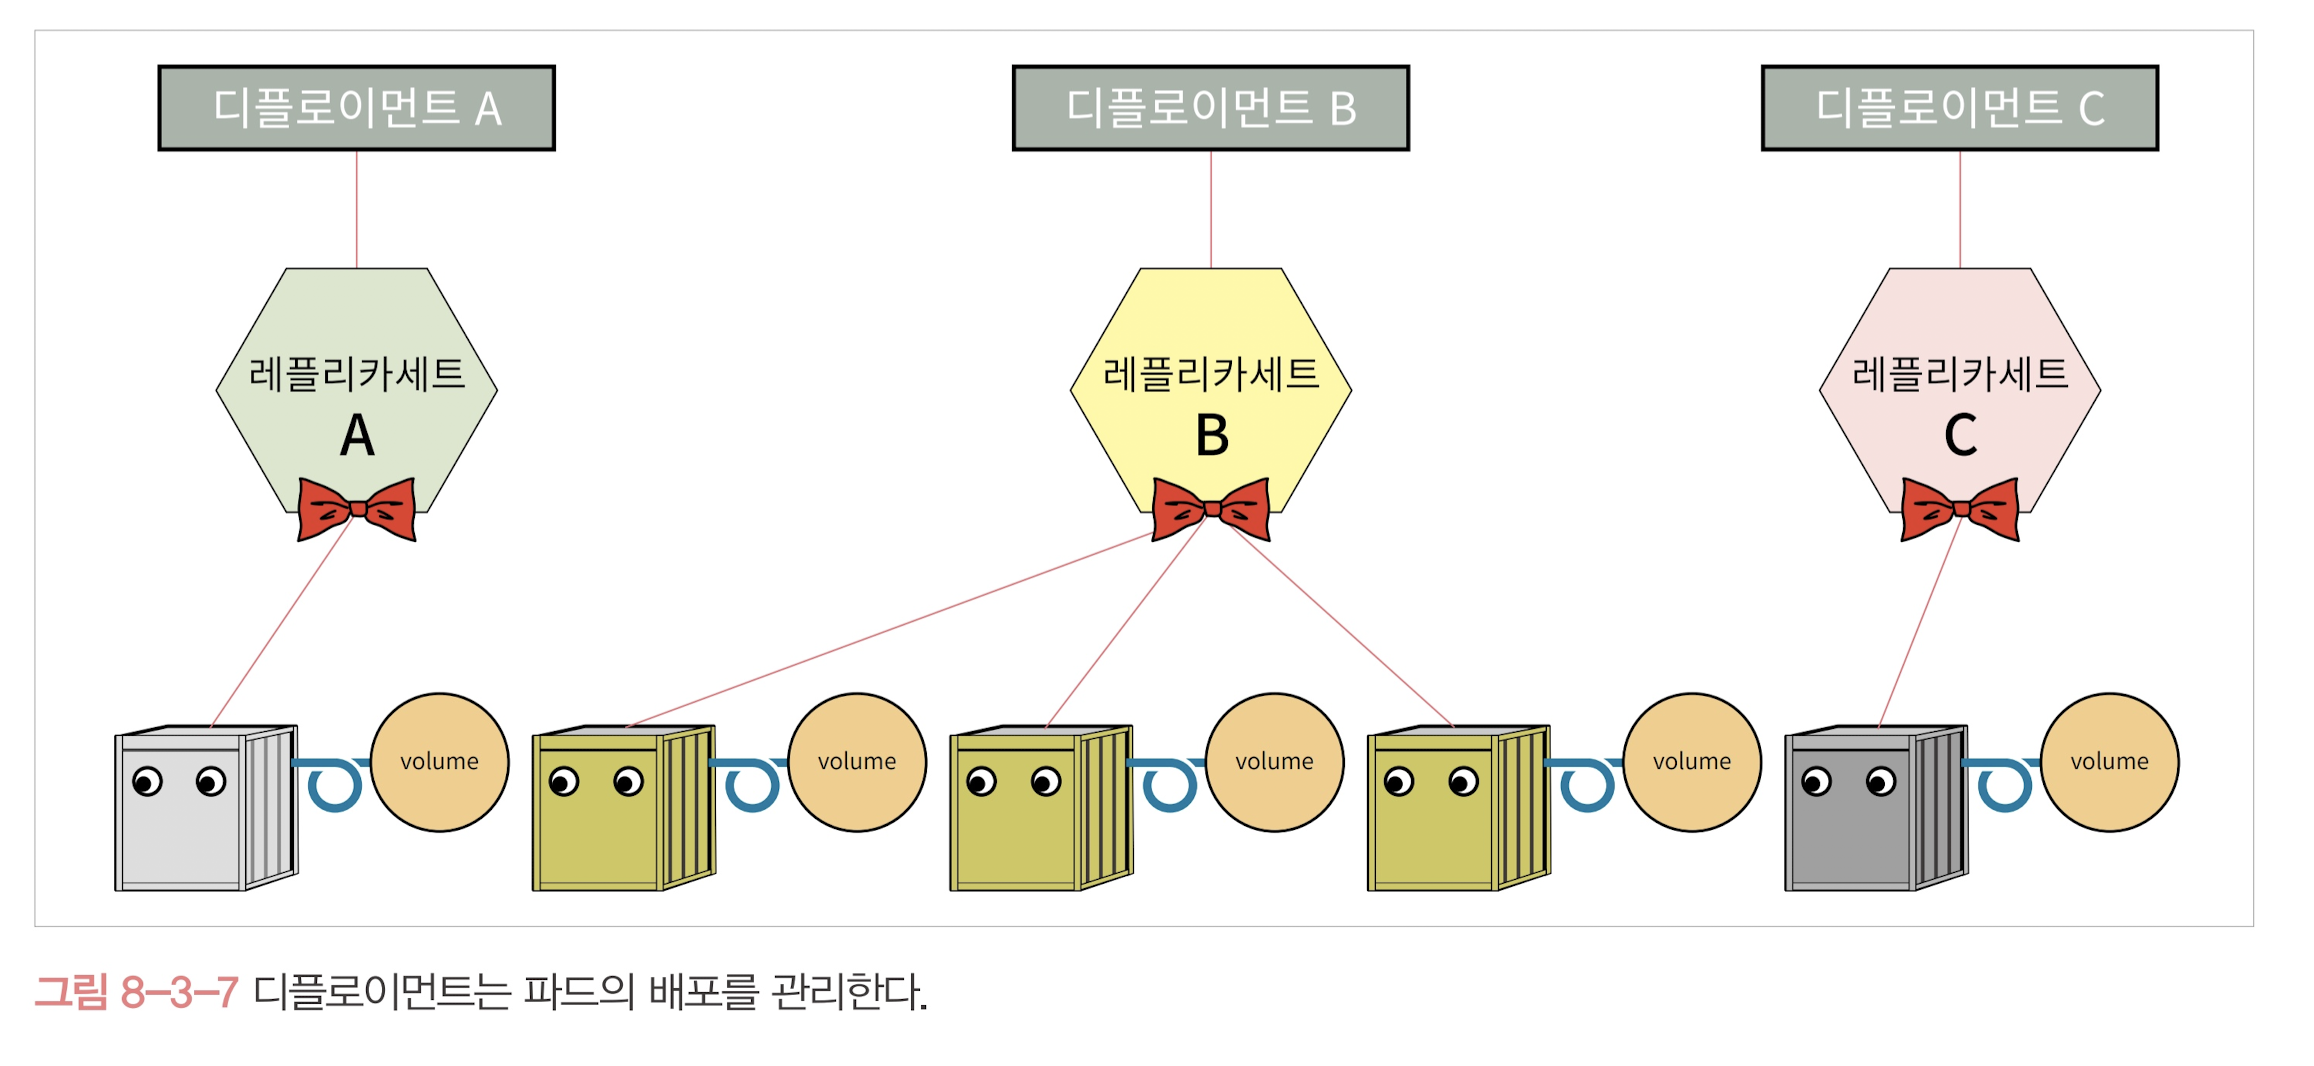 디플로이먼트 A
디플로이먼트 B
디플로이먼트 C
레플리카세트
A
레플리카세트
B
레플리카세트
C
volume
volume
volume
volume
volume
그림 8-3-7 디플로이먼트는 파드의 배포를 관리한다.